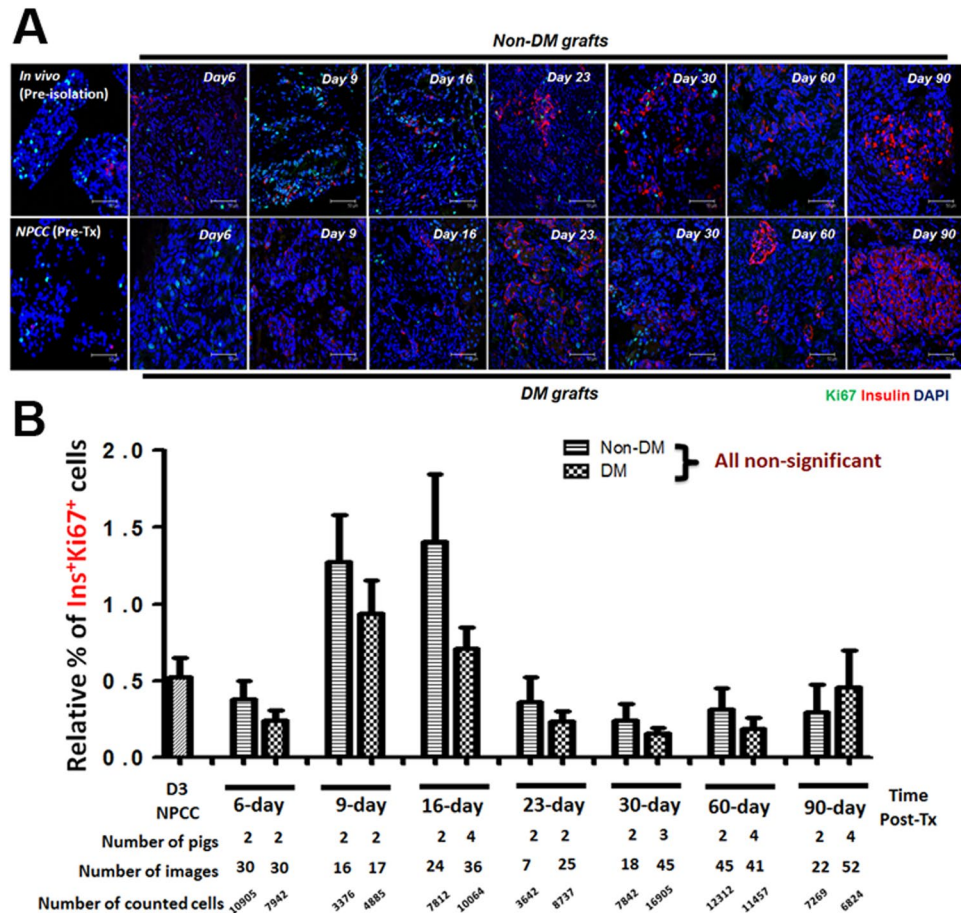 A
Non-DM grafts
In vivo
(Pre-isolation)
Day6
Day 9
Day 16
Day 23
Day 30
Day 60
Day 90
NPCC (Pre-Tx)
Day6
Day 9
Day 16
Day 23
Day 30
Day 60
Day 90
DM grafts
Ki67 Insulin DAPI
B
Relative % of Ins+Ki67+ cells
2.0
1.5
1.0
0.5
0.0
Non-DM
DM
All non-significant
D3
NPCC
6-day 9-day 16-day 23-day 30-day 60-day 90-day
Time
Post-Tx
Number of pigs 2 2 2 2 2 4 2 2 2 3 2 4 2 4
Number of images 30 30 16 17 24 36 7 25 18 45 45 41 22 52
Number of counted cells 10905 7942 3376 4885 7812 10064 3642 8737 7842 16905 12312 11457 7269 6824